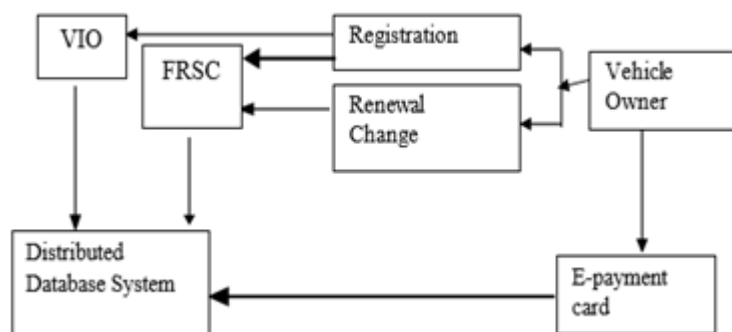 VIO
FRSC
Registration
Renewal
Change
Vehicle
Owner
Distributed
Database System
E-payment
card